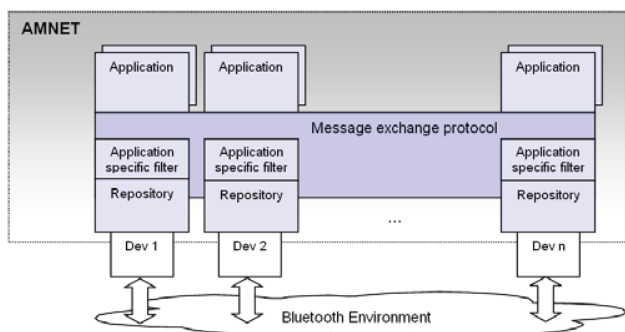 AMNET
Application
Application
Application
Message exchange protocol
Application
specific filter
Application
specific filter
Application
specific filter
Repository
Repository
Repository
...
Dev 1
Dev 2
Dev n
Bluetooth Environment